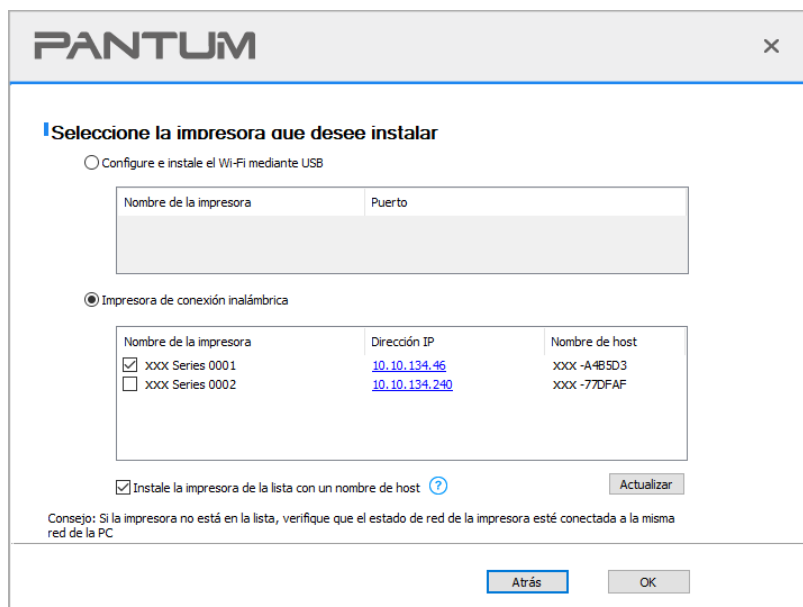 PANTUM
Seleccione la impresora que desee instalar
Configure e instale el Wi-Fi mediante USB
Nombre de la impresora Puerto
Impresora de conexión inalámbrica
Nombre de la impresora Dirección IP Nombre de host
XXX Series 0001 10.10.134.46 XXX -A4B5D3
XXX Series 0002 10.10.134.240 XXX -77DFAF
Instale la impresora de la lista con un nombre de host ? Actualizar
Consejo: Si la impresora no está en la lista, verifique que el estado de red de la impresora esté conectada a la misma
red de la PC
Atrás OK